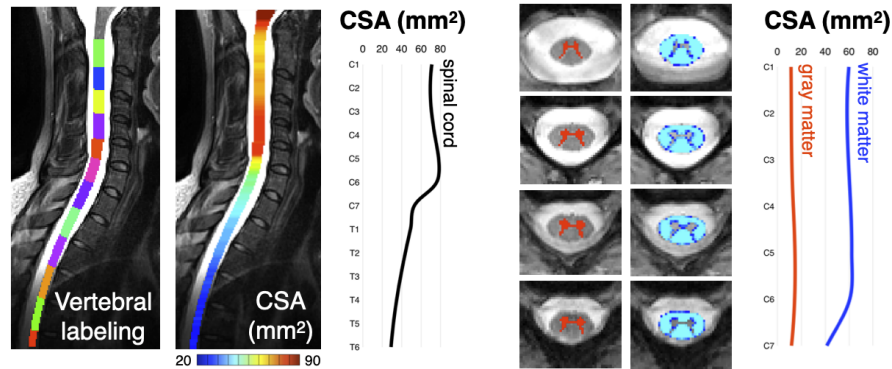 Vertebral
labeling
CSA
(mm²)
20
90
CSA (mm²)
0 20 40 60 80
C1
C2
C3
C4
C5
C6
C7
T1
T2
T3
T4
T5
T6
spinal cord
CSA (mm²)
0 20 40 60 80
C1
C2
C3
C4
C5
C6
C7
gray matter
white matter